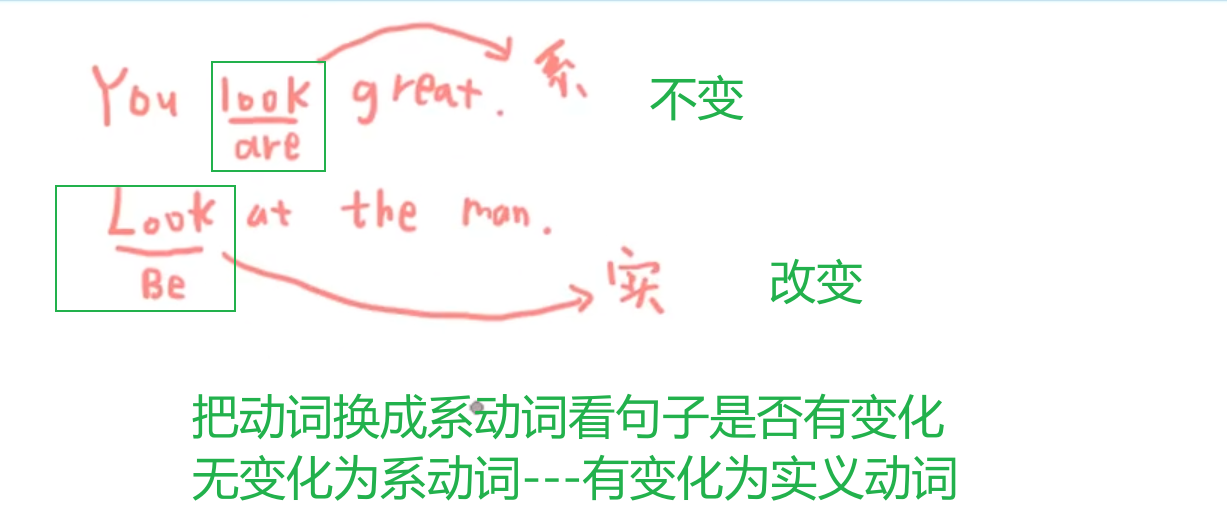 You look great. 系 不变
are
Look at the man.
Be
实 改变
把动词换成系动词看句子是否有变化
无变化为系动词---有变化为实义动词